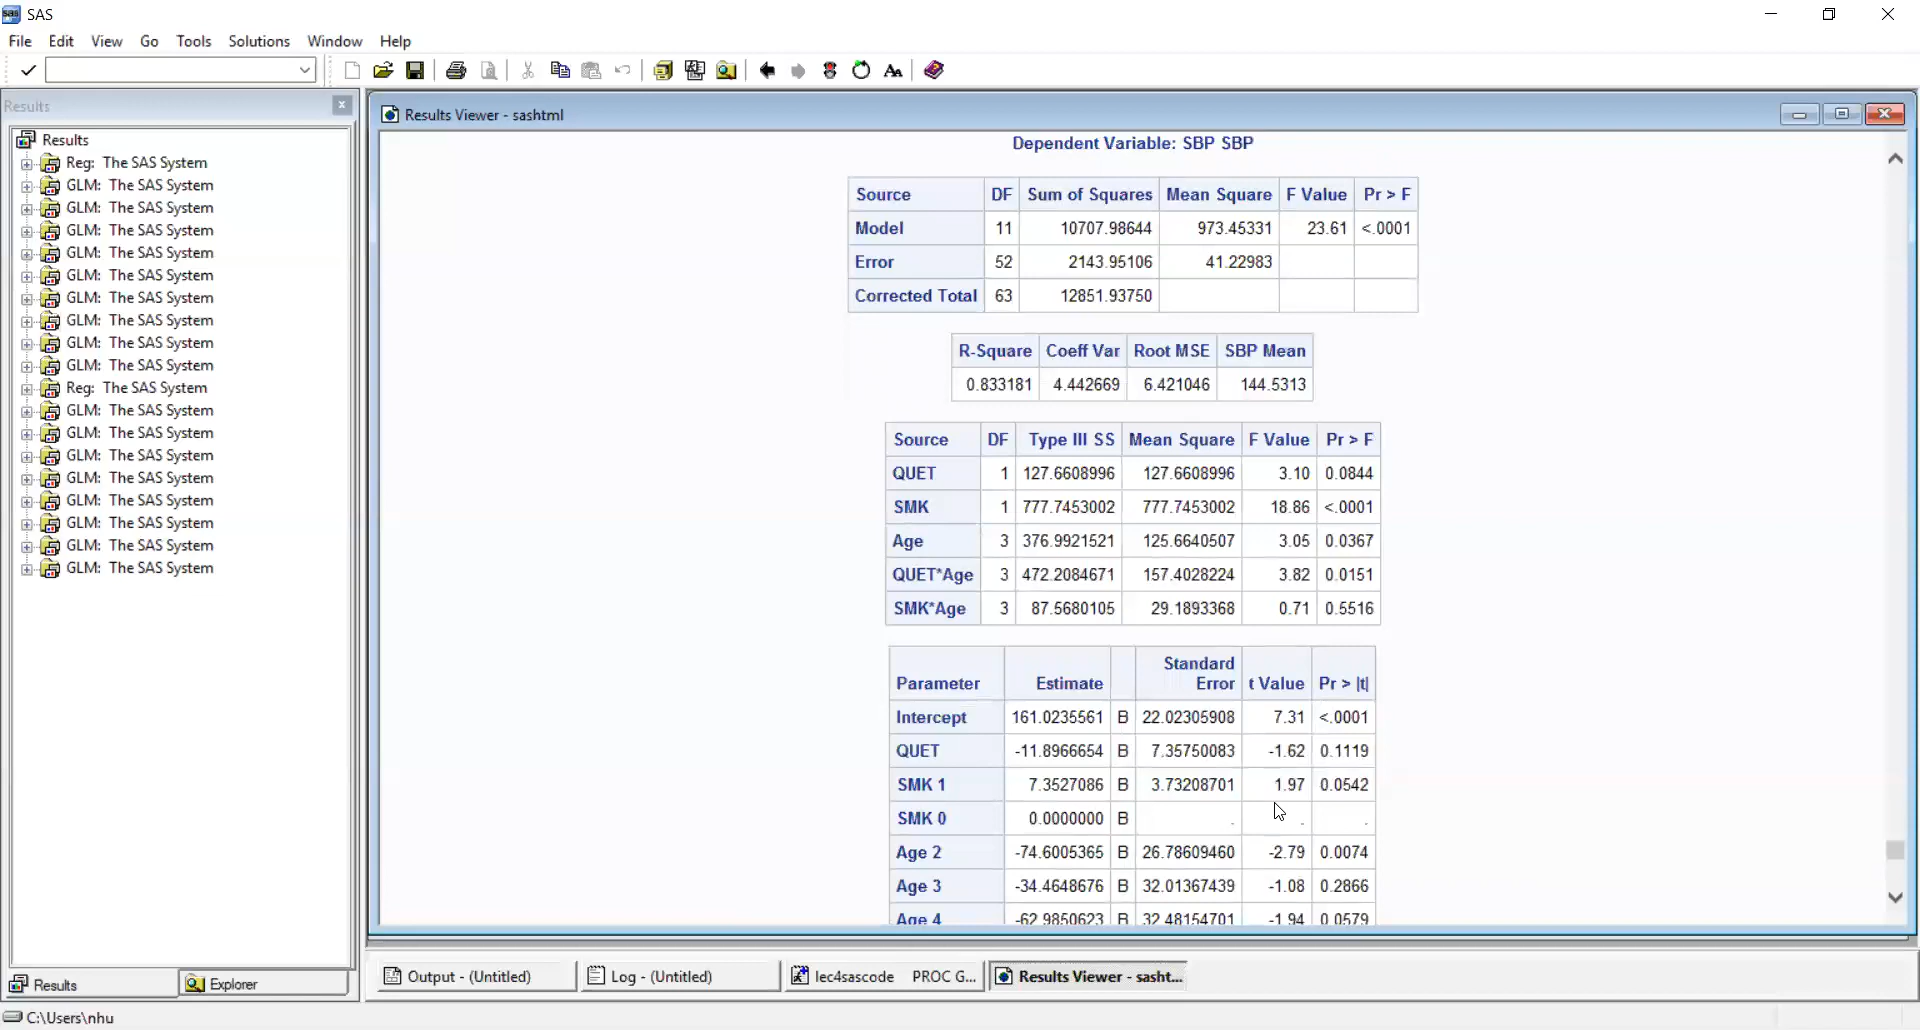 SAS
File Edit View Go Tools Solutions Window Help
Results
Results
Reg: The SAS System
GLM: The SAS System
GLM: The SAS System
GLM: The SAS System
GLM: The SAS System
GLM: The SAS System
GLM: The SAS System
GLM: The SAS System
GLM: The SAS System
GLM: The SAS System
Reg: The SAS System
GLM: The SAS System
GLM: The SAS System
GLM: The SAS System
GLM: The SAS System
GLM: The SAS System
GLM: The SAS System
GLM: The SAS System
GLM: The SAS System
Results Explorer
Results Viewer - sashtml
Dependent Variable: SBP SBP
Source DF Sum of Squares Mean Square F Value Pr > F
Model 11 10707.98644 973.45331 23.61 <.0001
Error 52 2143.95106 41.22983
Corrected Total 63 12851.93750
R-Square Coeff Var Root MSE SBP Mean
0.833181 4.442669 6.421046 144.5313
Source DF Type III SS Mean Square F Value Pr > F
QUET 1 127.6608996 127.6608996 3.10 0.0844
SMK 1 777.7453002 777.7453002 18.86 <.0001
Age 3 376.9921521 125.6640507 3.05 0.0367
QUET*Age 3 472.2084671 157.4028224 3.82 0.0151
SMK*Age 3 87.5680105 29.1893368 0.71 0.5516
Parameter Estimate Standard Error t Value Pr > |t|
Intercept 161.0235561 B 22.02305908 7.31 <.0001
QUET -11.8966654 B 7.35750083 -1.62 0.1119
SMK 1 7.3527086 B 3.73208701 1.97 0.0542
SMK 0 0.0000000 B . . .
Age 2 -74.6005365 B 26.78609460 -2.79 0.0074
Age 3 -34.4648676 B 32.01367439 -1.08 0.2866
Age 4 -62.9850623 B 32.48154701 -1.94 0.0579
Output - (Untitled) Log - (Untitled) lec4sascode PROC G... Results Viewer - sasht...
C:\Users\nhu